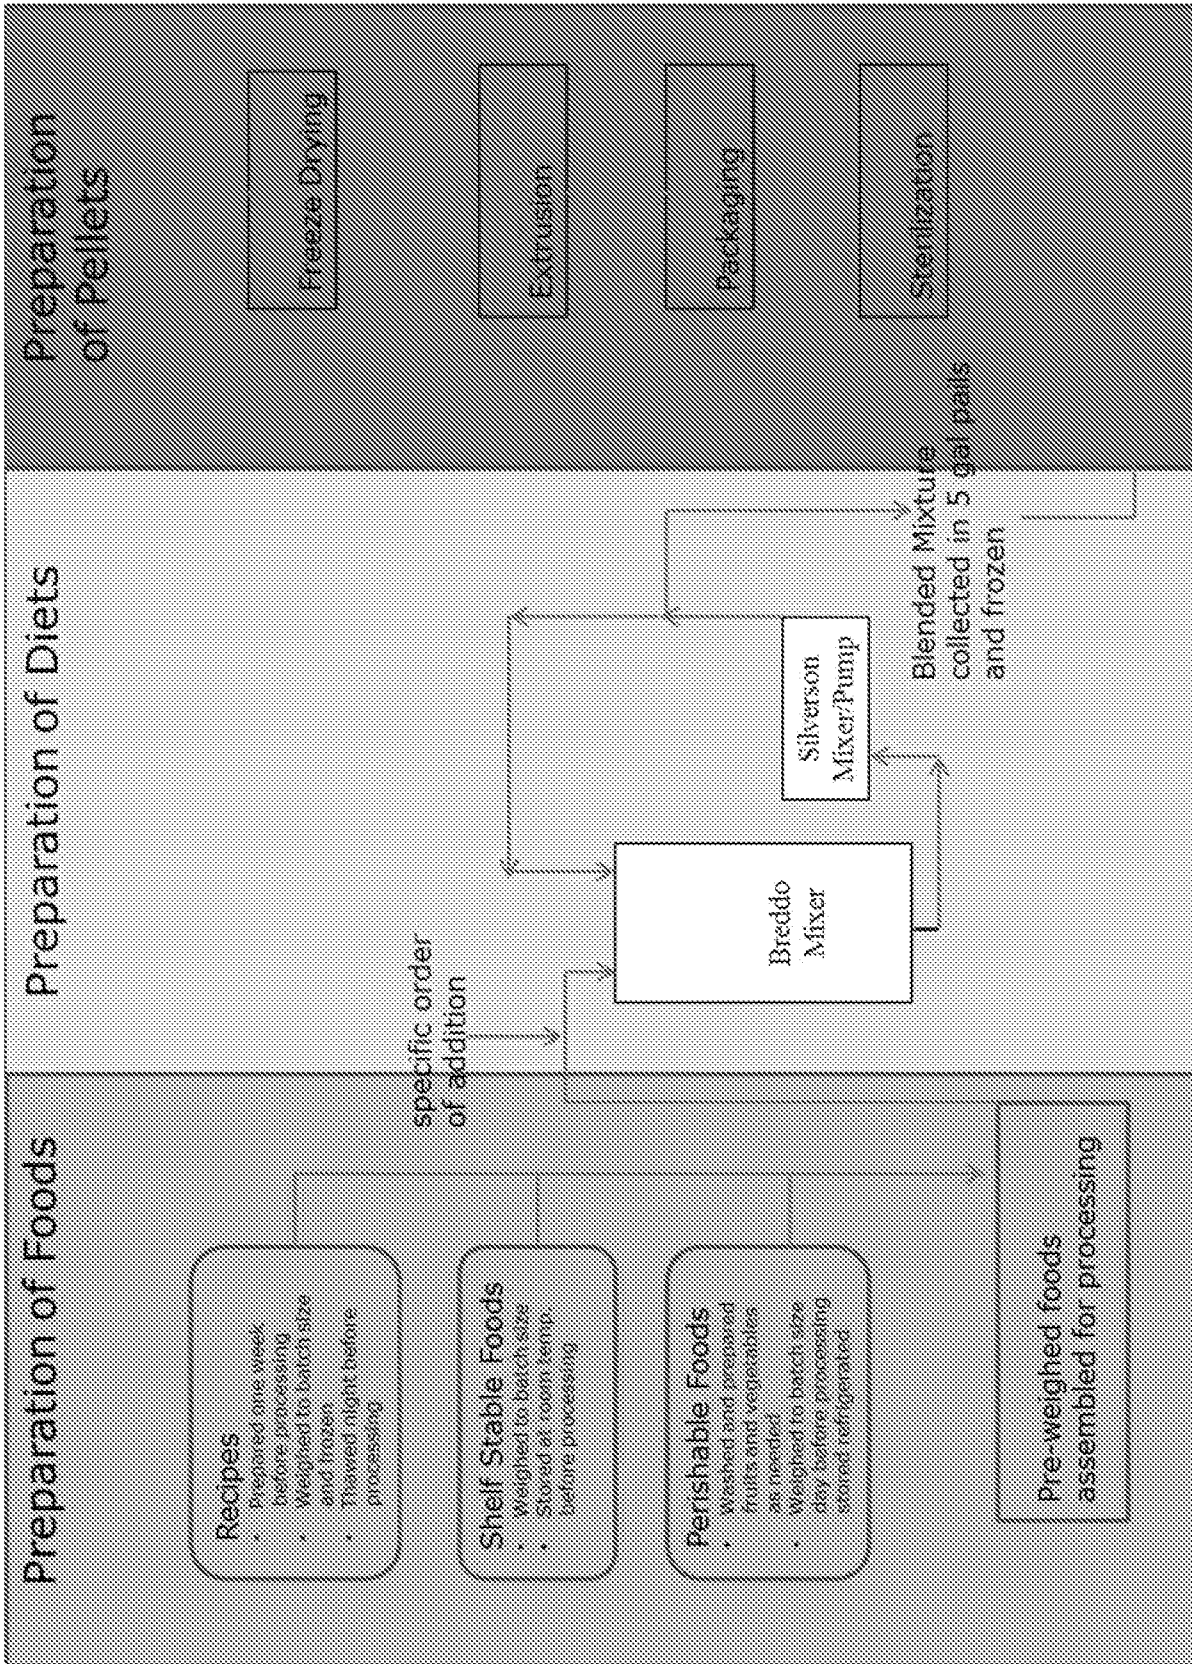 Preparation of Foods
Recipes
• Prepared one week
before processing
• Weighed to batch size
and frozen
• Thawed night before
processing
Shelf Stable Foods
• Weighed to batch size
• Stored at room temp.
before processing
Perishable Foods
• Washed and prepared
fruits and vegetables
as needed
• Weighed to batch size
day before processing
stored refrigerated
Pre-weighed foods
assembled for processing
Preparation of Diets
specific order
of addition
Breddo
Mixer
Silverson
Mixer/Pump
Blended Mixture
collected in 5 gal pails
and frozen
Preparation
of Pellets
Freeze Drying
Extrusion
Packaging
Sterilization